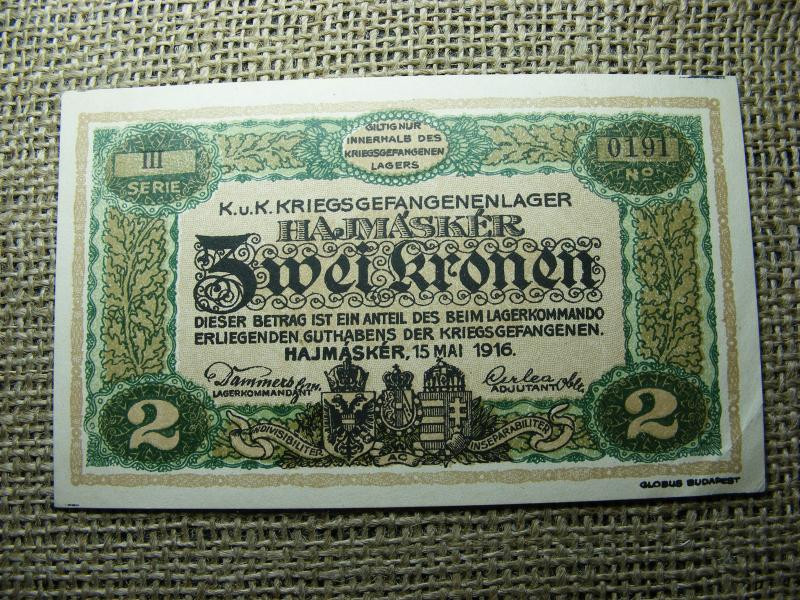 GILTIG NUR
INNERHALB DES
KRIEGSGEFANGENEN
LAGERS
III
SERIE
0191
NO.
K.u.K. KRIEGSGEFANGENENLAGER
HAJMÁSKÉR
Zwei Kronen
DIESER BETRAG IST EIN ANTEIL DES BEIM LAGERKOMMANDO
ERLIEGENDEN GUTHABENS DER KRIEGSGEFANGENEN.
HAJMÁSKÉR, 15 MAI 1916.
LAGERKOMMANDANT
ADJUTANT
2
INDIVISIBILITER
AC
INSEPARABILITER
2
GLOBUS BUDAPEST